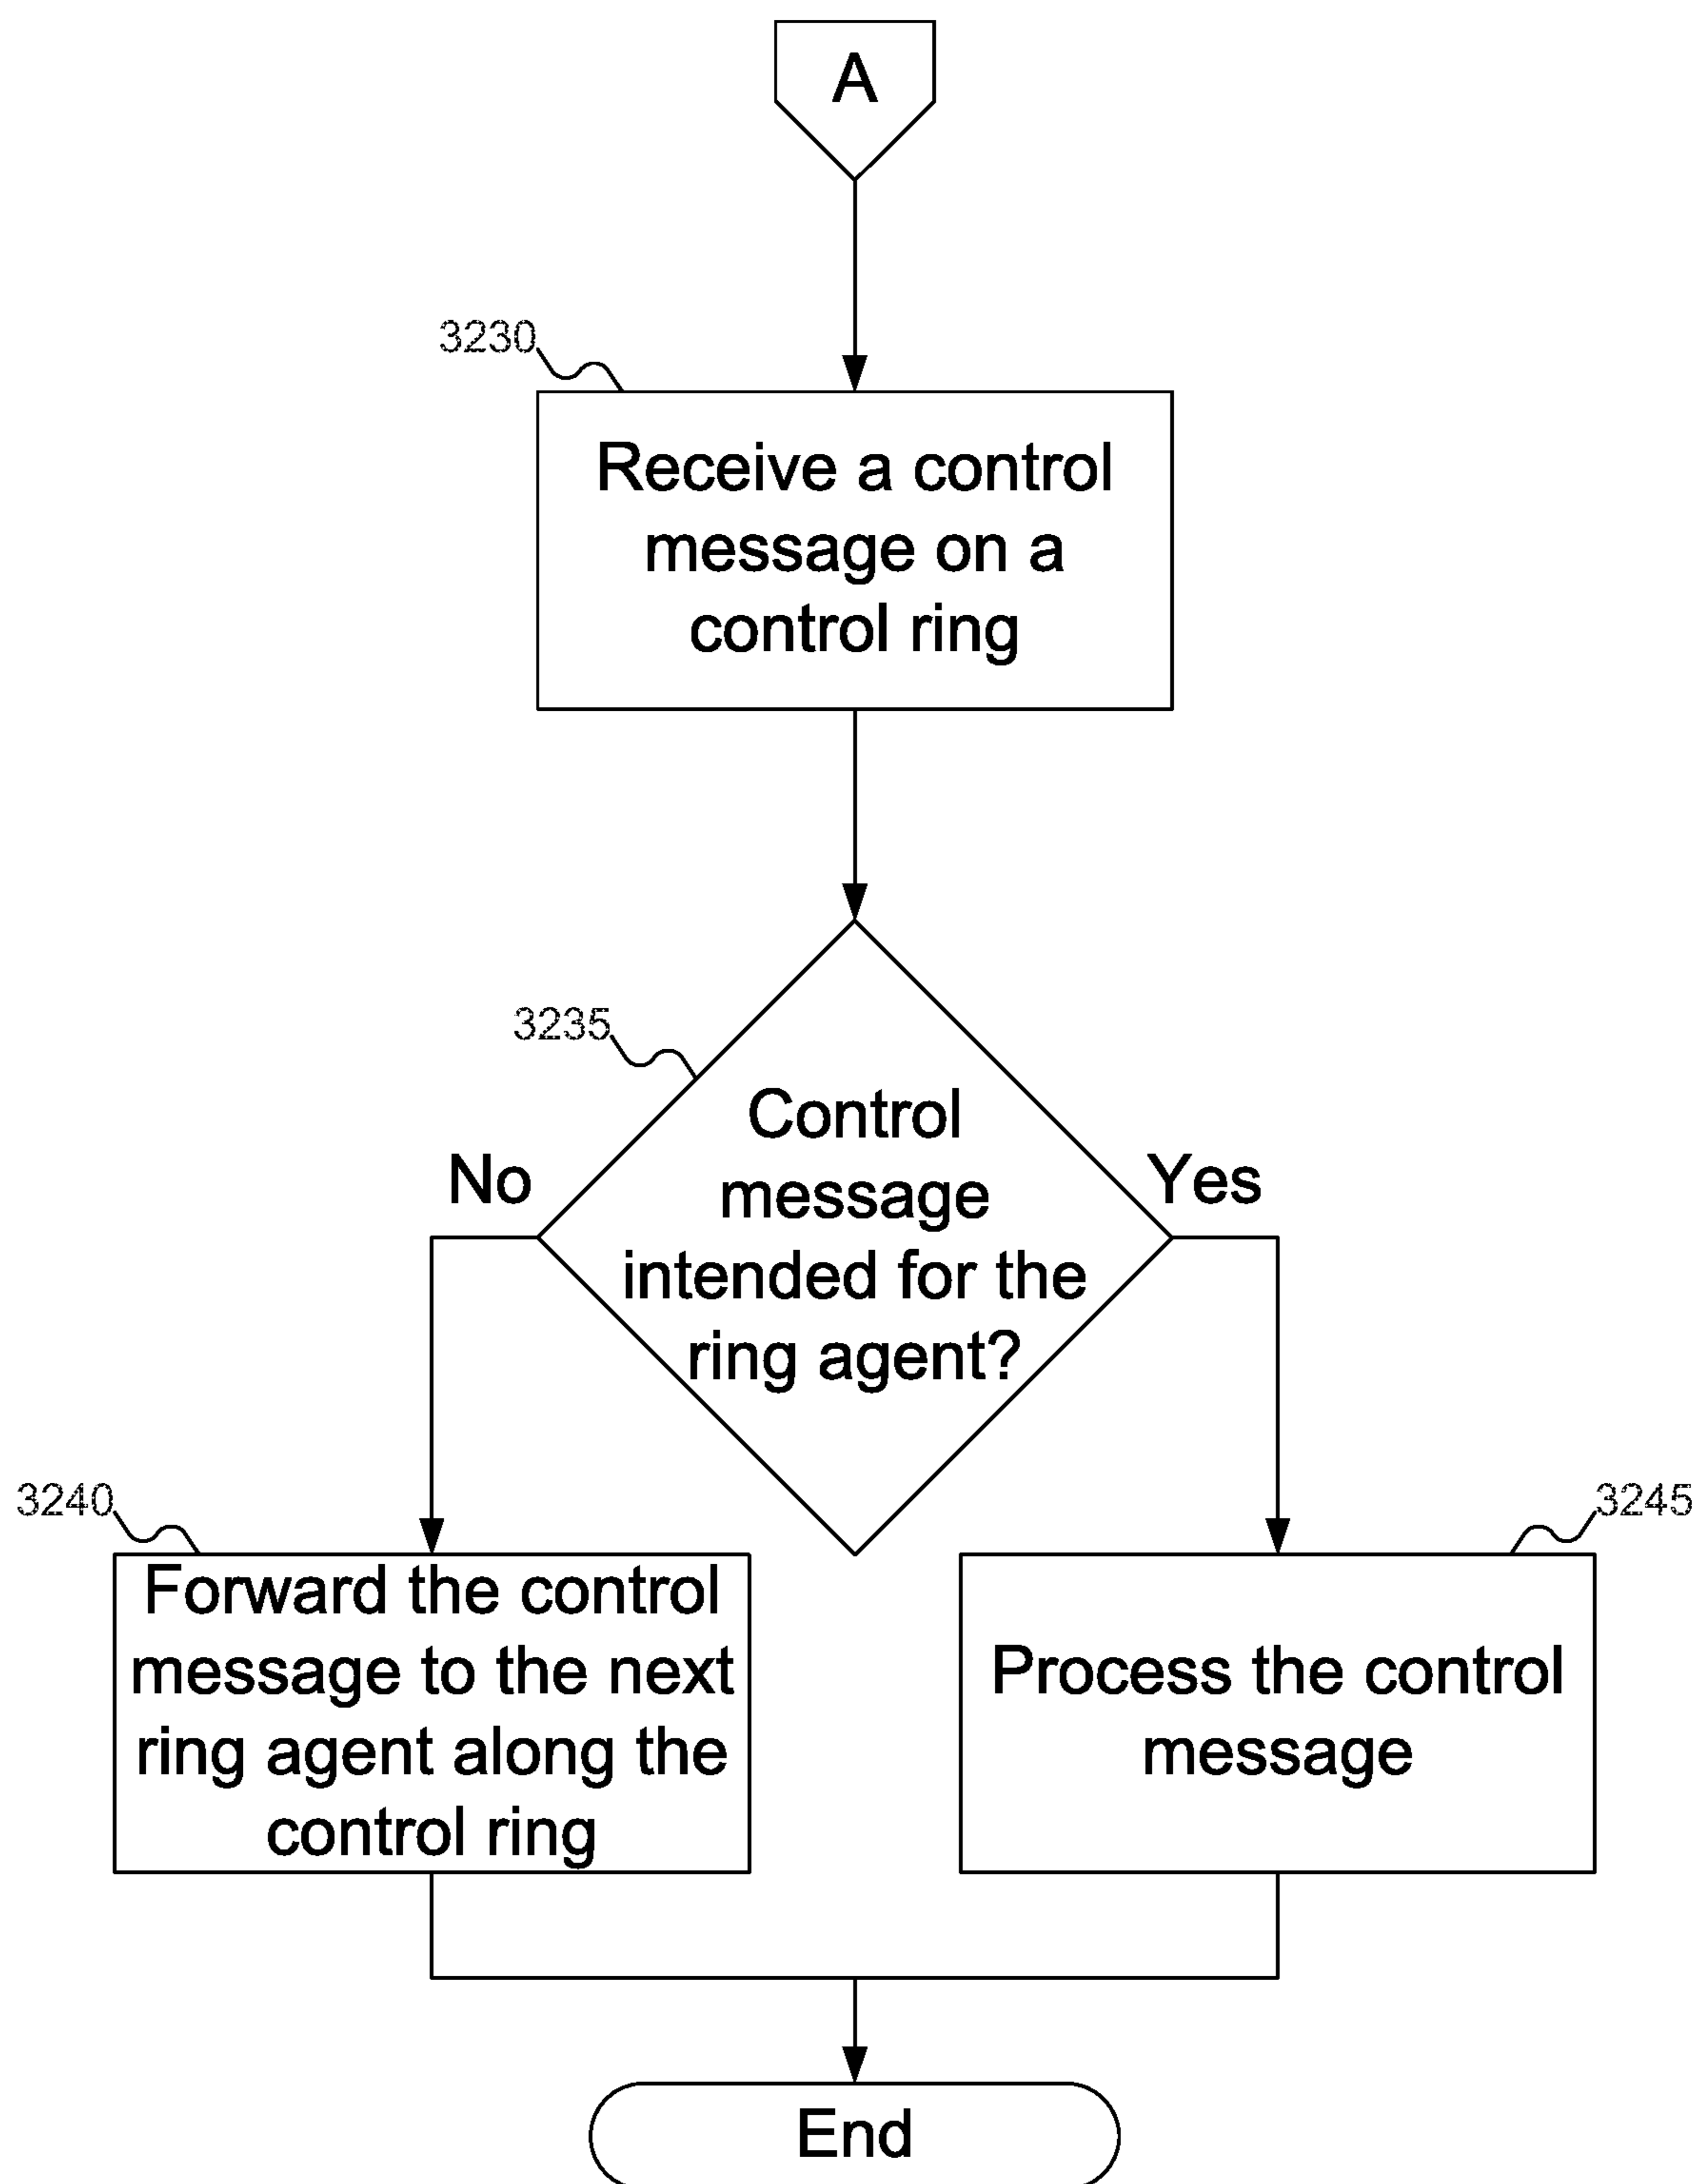 A
3230
Receive a control
message on a
control ring
3235
Control
message
intended for the
ring agent?
No
Yes
3240
Forward the control
message to the next
ring agent along the
control ring
3245
Process the control
message
End